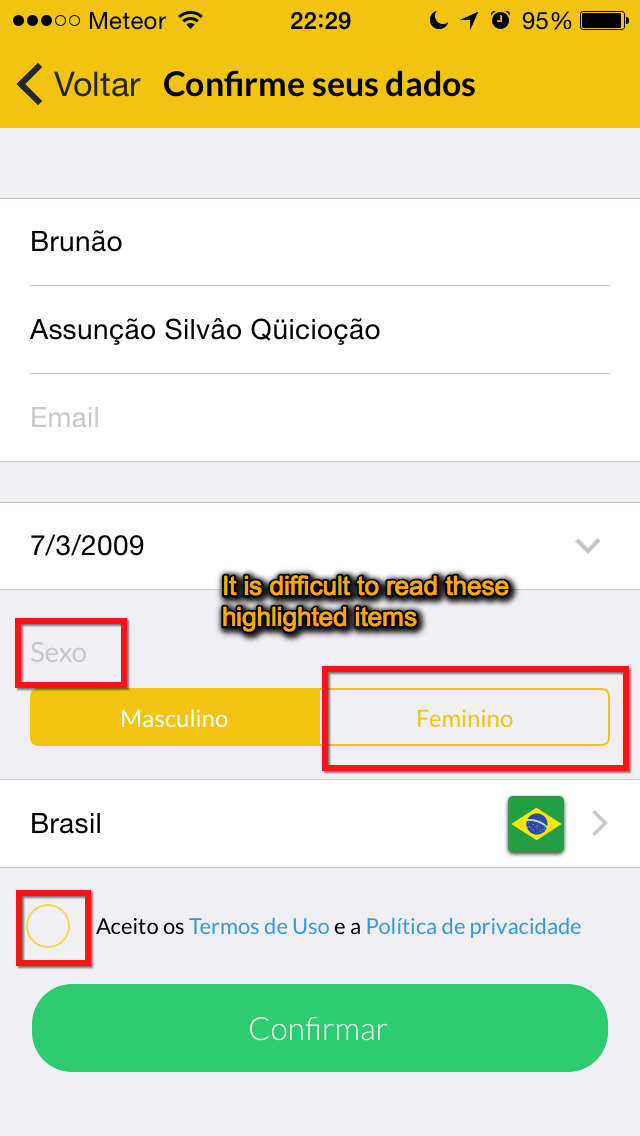 Meteor 22:29 95%
Voltar Confirme seus dados
Brunão
Assunção Silvâo Qüicioção
Email
7/3/2009
It is difficult to read these
highlighted items
Sexo
Masculino Feminino
Brasil
Aceito os Termos de Uso e a Política de privacidade
Confirmar